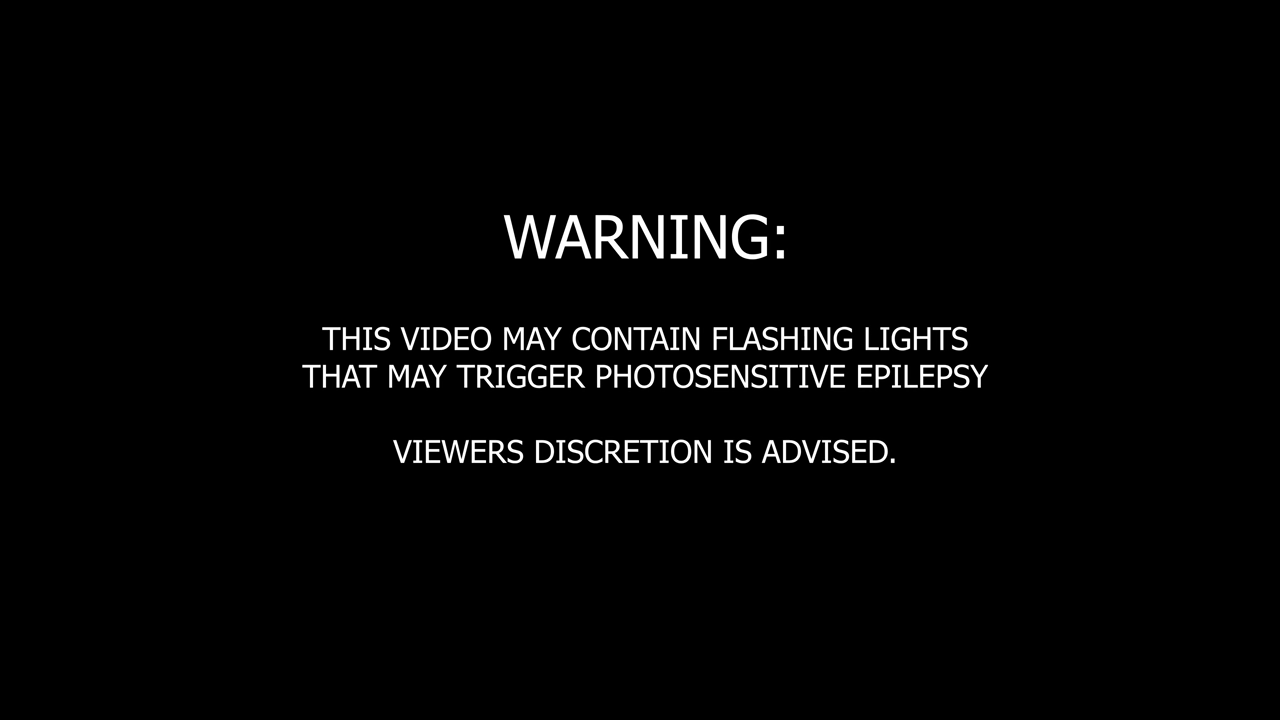 WARNING:
THIS VIDEO MAY CONTAIN FLASHING LIGHTS
THAT MAY TRIGGER PHOTOSENSITIVE EPILEPSY
VIEWERS DISCRETION IS ADVISED.